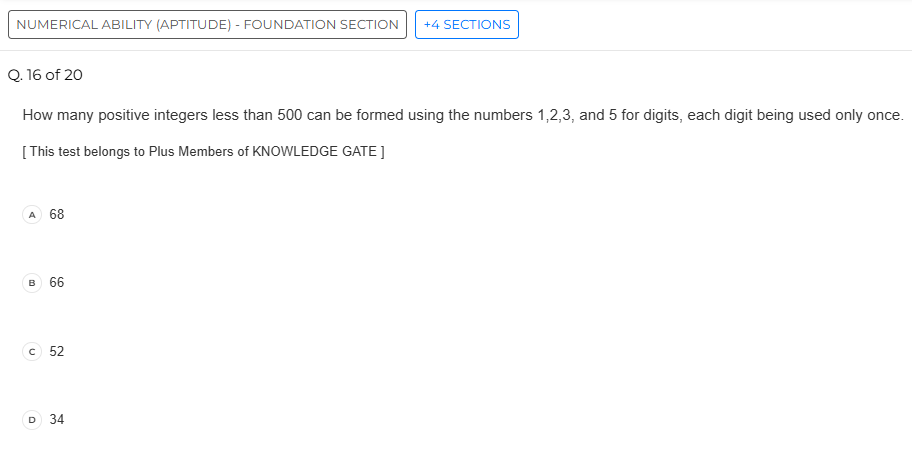 NUMERICAL ABILITY (APTITUDE) - FOUNDATION SECTION +4 SECTIONS
Q. 16 of 20
How many positive integers less than 500 can be formed using the numbers 1,2,3, and 5 for digits, each digit being used only once.
[ This test belongs to Plus Members of KNOWLEDGE GATE ]
A 68
B 66
C 52
D 34